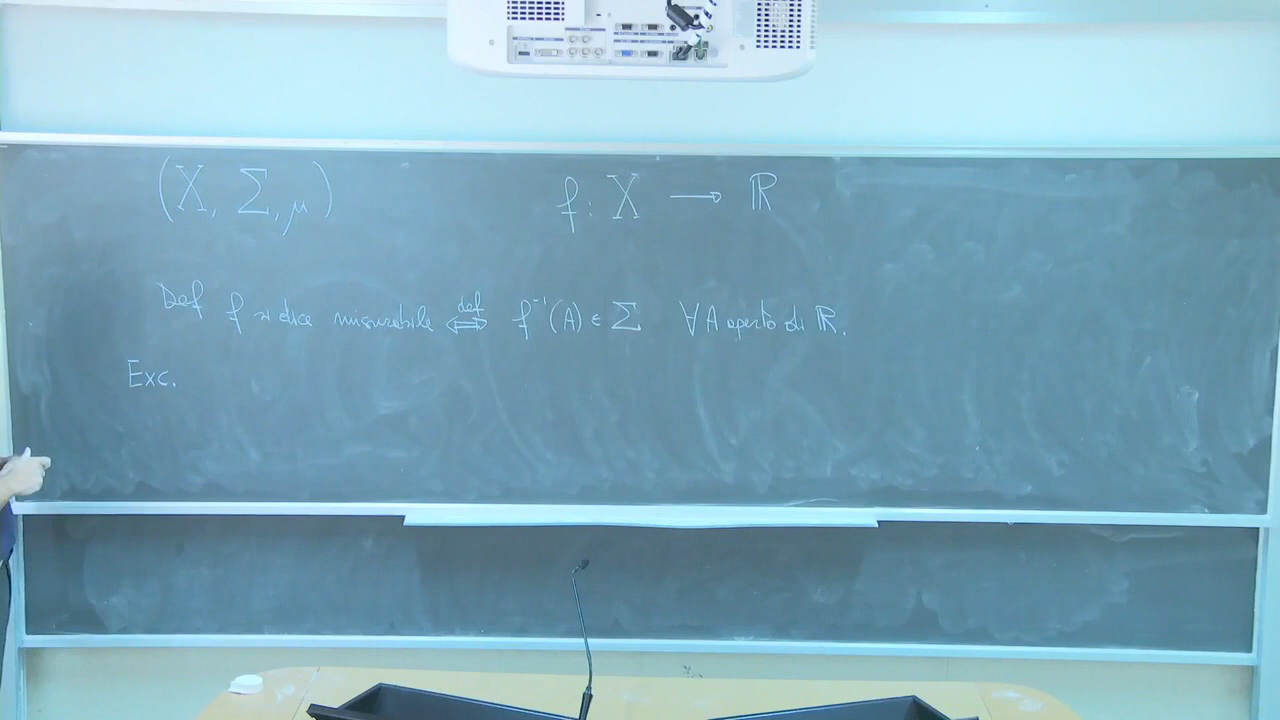 (X, Σ, μ) f: X → ℝ
Def f si dice misurabile ⇔ def f⁻¹(A) ∈ Σ ∀A aperto di ℝ.
Exc.